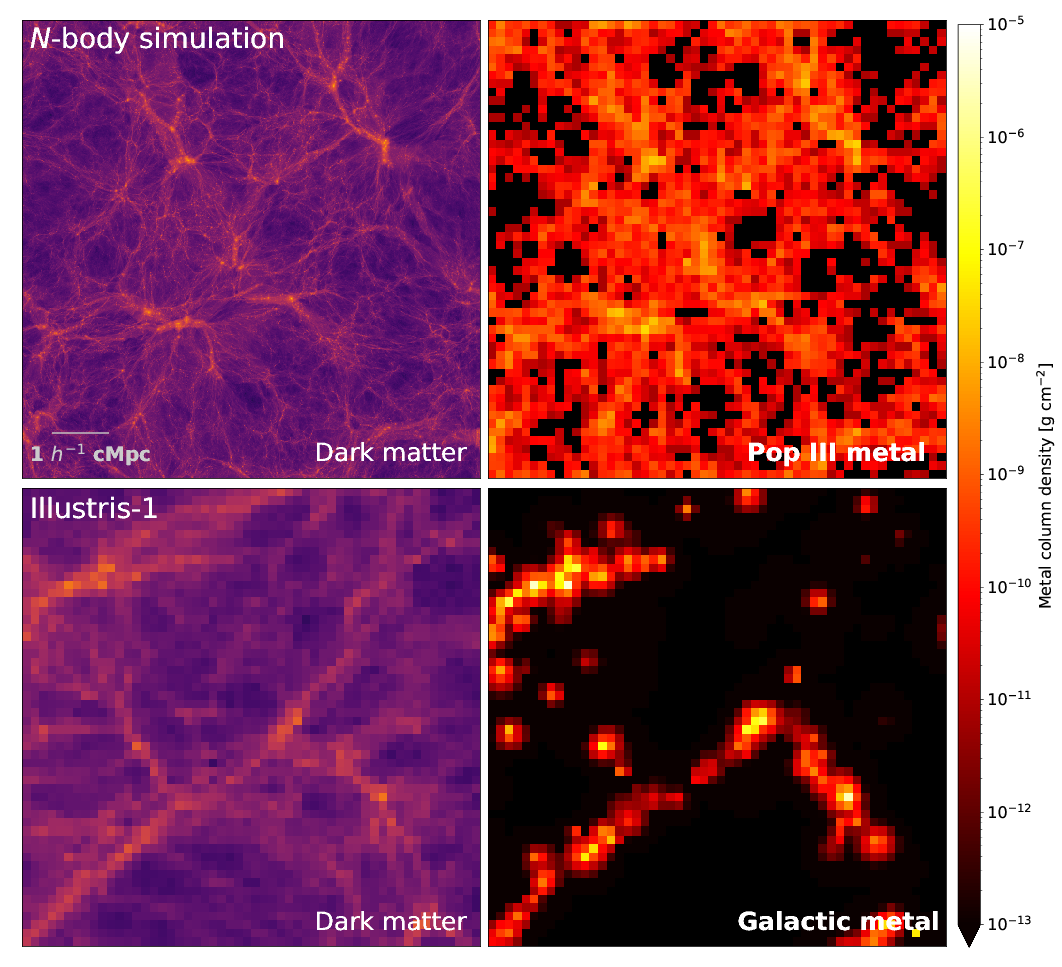 N-body simulation
1 h⁻¹ cMpc
Dark matter
Pop III metal
Illustris-1
Dark matter
Galactic metal
10⁻⁵
10⁻⁶
10⁻⁷
10⁻⁸
10⁻⁹
10⁻¹⁰
10⁻¹¹
10⁻¹²
10⁻¹³
Metal column density [g cm⁻²]